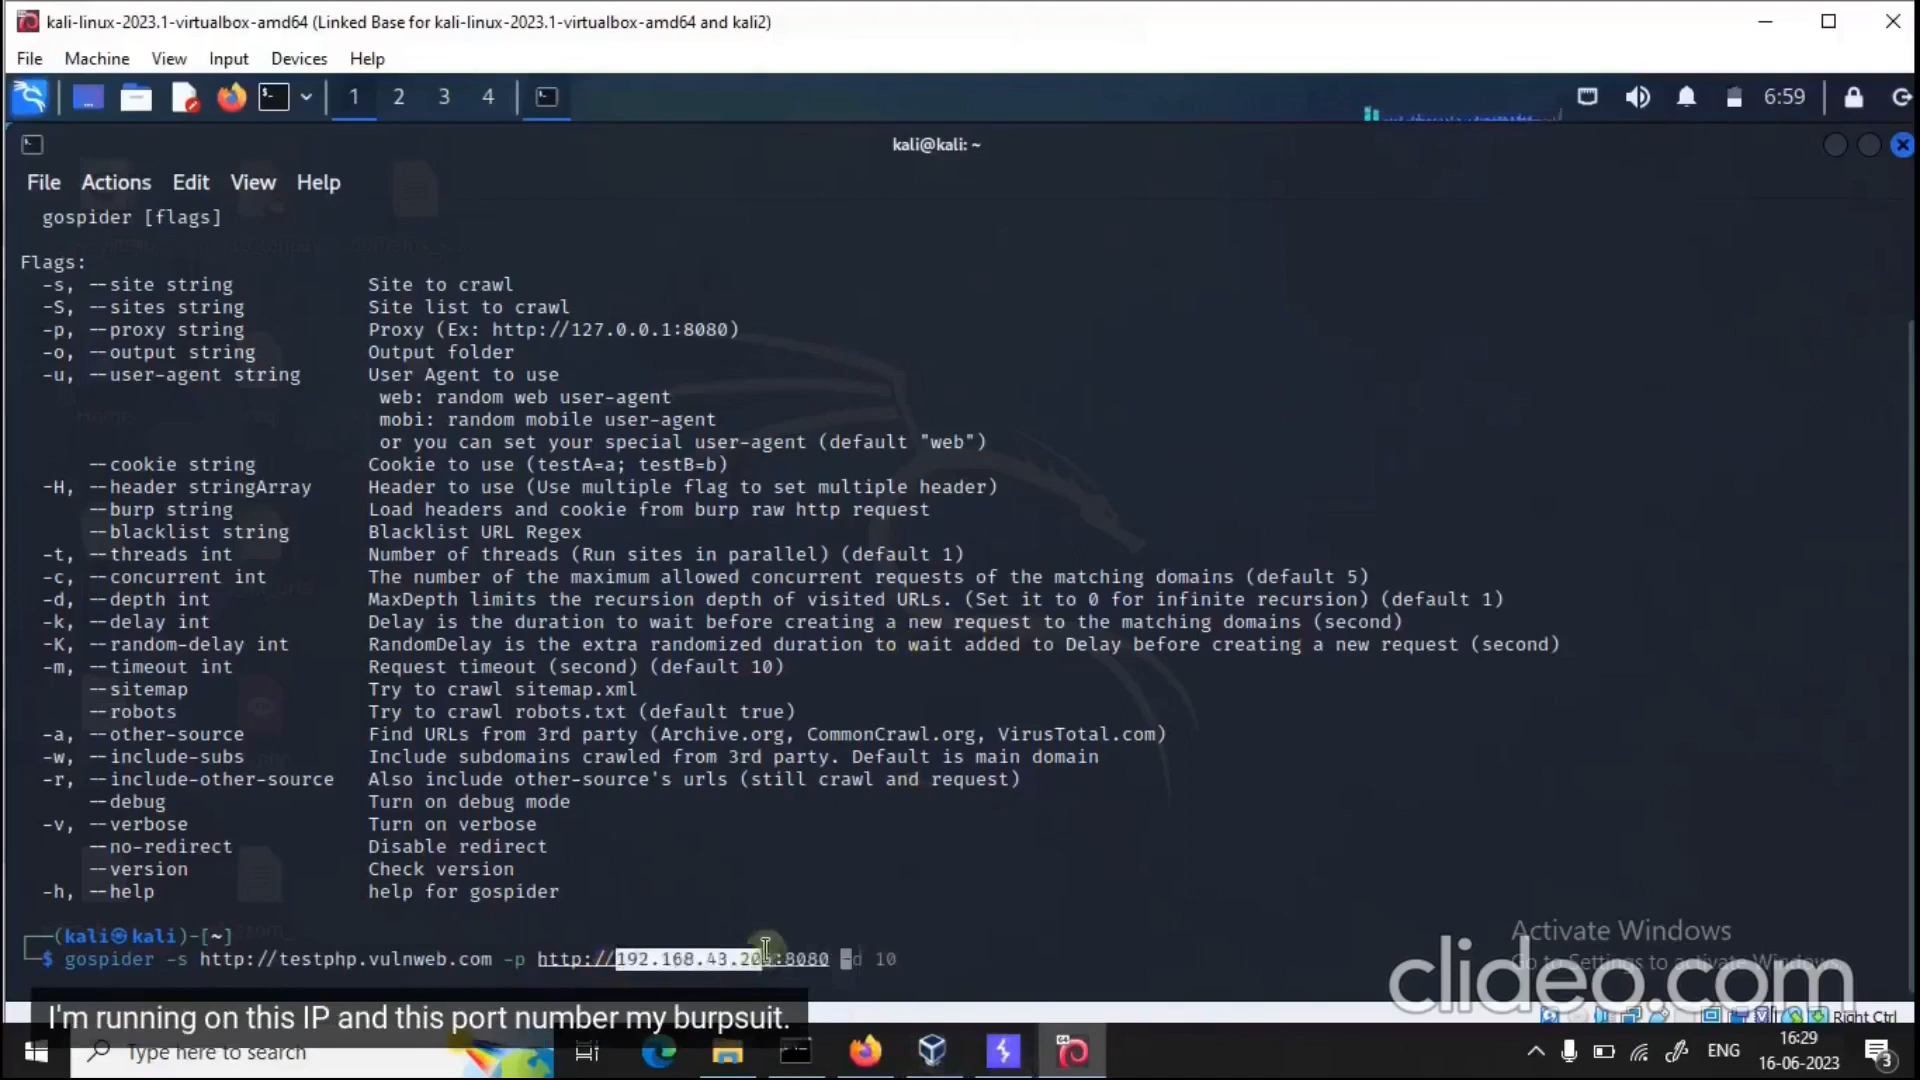 kali-linux-2023.1-virtualbox-amd64 (Linked Base for kali-linux-2023.1-virtualbox-amd64 and kali2)
File Machine View Input Devices Help
1 2 3 4 6:59
kali@kali: ~
File Actions Edit View Help
gospider [flags]
Flags:
-s, --site string Site to crawl
-S, --sites string Site list to crawl
-p, --proxy string Proxy (Ex: http://127.0.0.1:8080)
-o, --output string Output folder
-u, --user-agent string User Agent to use
web: random web user-agent
mobi: random mobile user-agent
or you can set your special user-agent (default "web")
--cookie string Cookie to use (testA=a; testB=b)
-H, --header stringArray Header to use (Use multiple flag to set multiple header)
--burp string Load headers and cookie from burp raw http request
--blacklist string Blacklist URL Regex
-t, --threads int Number of threads (Run sites in parallel) (default 1)
-c, --concurrent int The number of the maximum allowed concurrent requests of the matching domains (default 5)
-d, --depth int MaxDepth limits the recursion depth of visited URLs. (Set it to 0 for infinite recursion) (default 1)
-k, --delay int Delay is the duration to wait before creating a new request to the matching domains (second)
-K, --random-delay int RandomDelay is the extra randomized duration to wait added to Delay before creating a new request (second)
-m, --timeout int Request timeout (second) (default 10)
--sitemap Try to crawl sitemap.xml
--robots Try to crawl robots.txt (default true)
-a, --other-source Find URLs from 3rd party (Archive.org, CommonCrawl.org, VirusTotal.com)
-w, --include-subs Include subdomains crawled from 3rd party. Default is main domain
-r, --include-other-source Also include other-source's urls (still crawl and request)
--debug Turn on debug mode
-v, --verbose Turn on verbose
--no-redirect Disable redirect
--version Check version
-h, --help help for gospider
(kali㉿kali)-[~]
$ gospider -s http://testphp.vulnweb.com -p -d 10
Activate Windows
Go to Settings to activate Windows.
clideo.com
I'm running on this IP and this port number my burpsuit.
Right Ctrl
Type here to search
ENG
16:29
16-06-2023
3